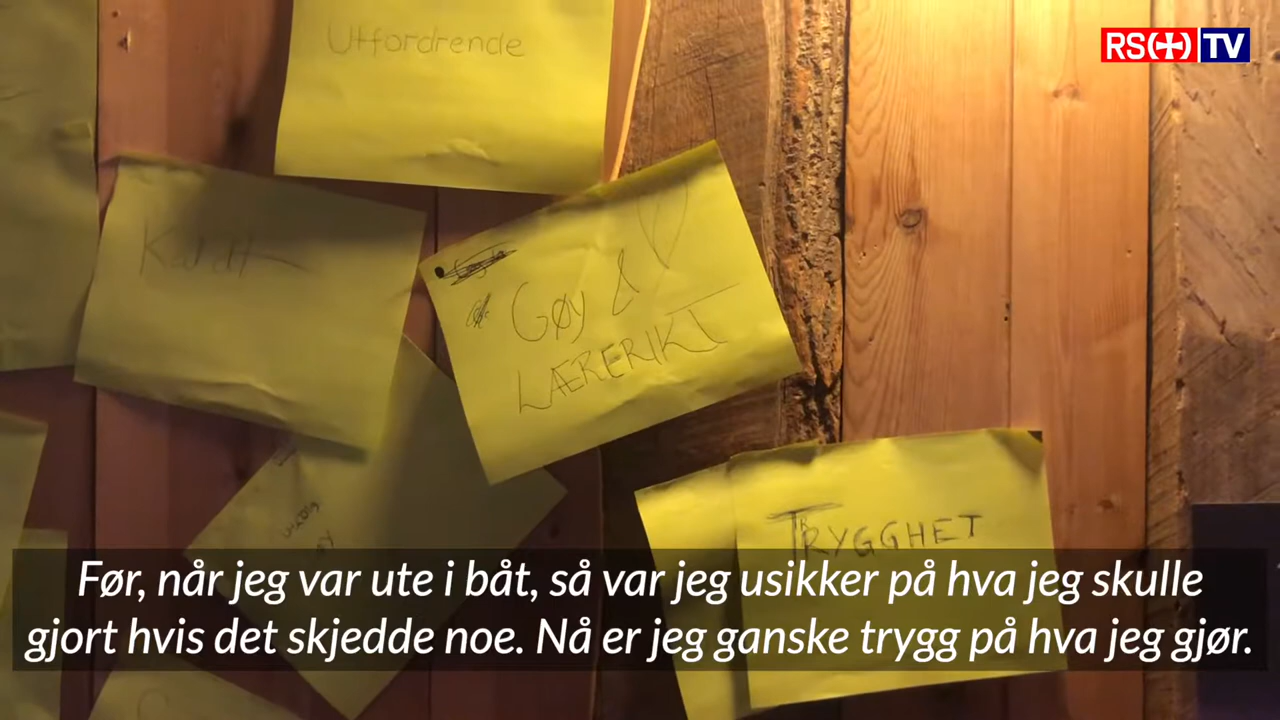 RS TV
Utfordrende
Kaldt
Gøy &
LÆRERIKT
TRYGGHET
Før, når jeg var ute i båt, så var jeg usikker på hva jeg skulle
gjort hvis det skjedde noe. Nå er jeg ganske trygg på hva jeg gjør.